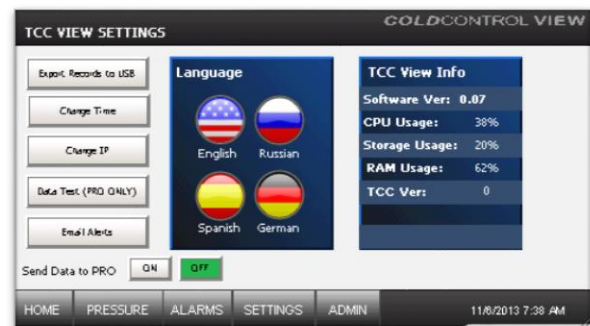 COLDCONTROL VIEW
TCC VIEW SETTINGS
Export Records to USB
Change Time
Change IP
Data Test (PRO ONLY)
Email Alerts
Send Data to PRO ON OFF
Language
English Russian
Spanish German
TCC View Info
Software Ver: 0.07
CPU Usage: 38%
Storage Usage: 20%
RAM Usage: 62%
TCC Ver: 0
HOME PRESSURE ALARMS SETTINGS ADMIN 11/6/2013 7:38 AM